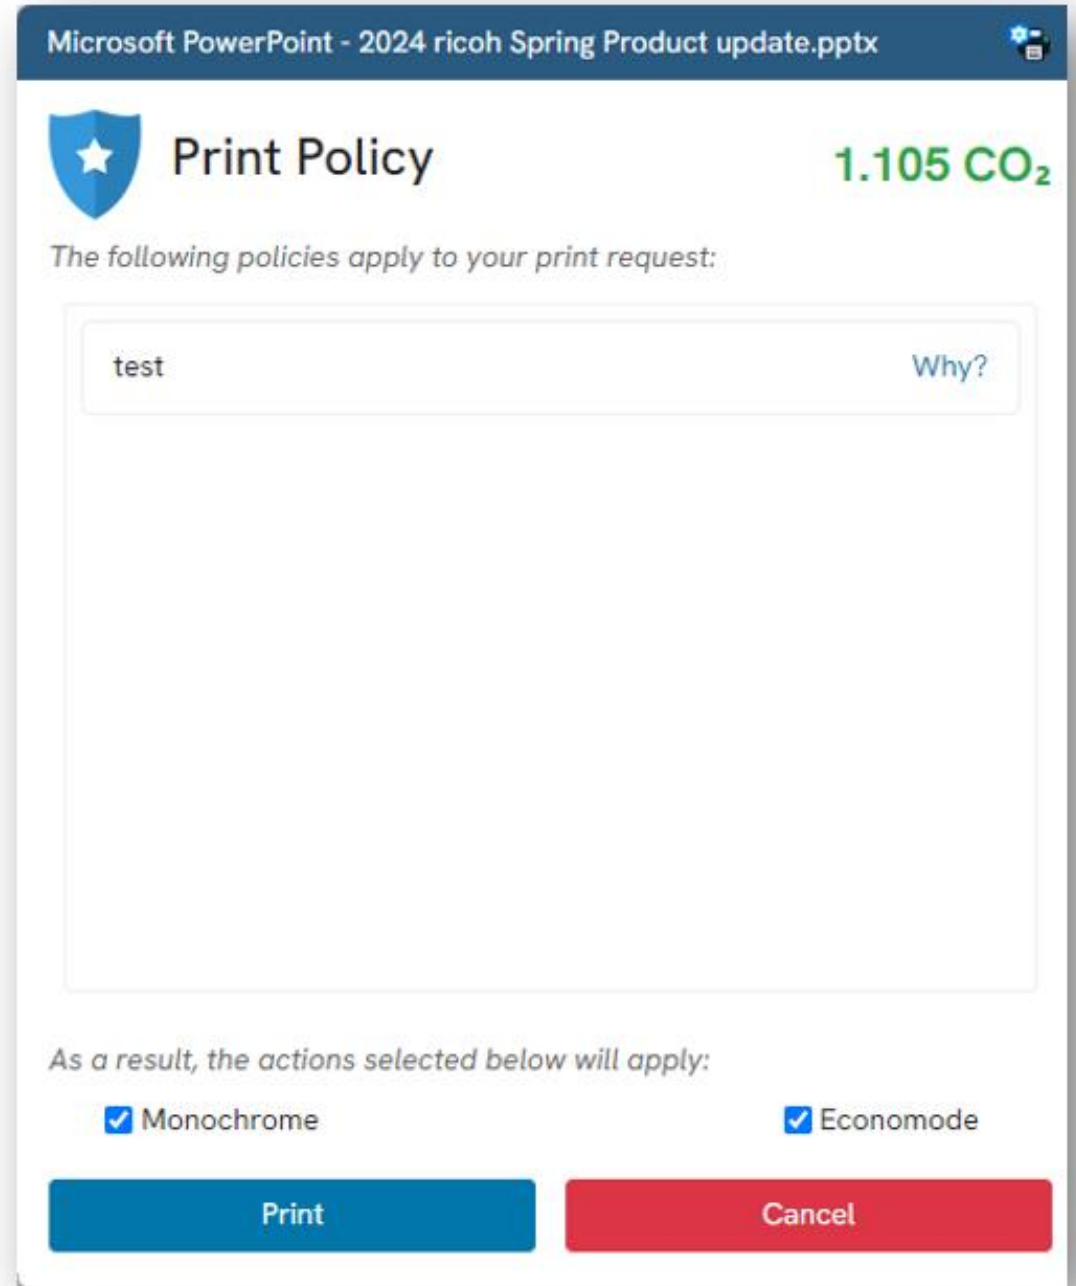 Microsoft PowerPoint - 2024 ricoh Spring Product update.pptx
Print Policy
1.105 CO₂
The following policies apply to your print request:
test
Why?
As a result, the actions selected below will apply:
Monochrome
Economode
Print
Cancel